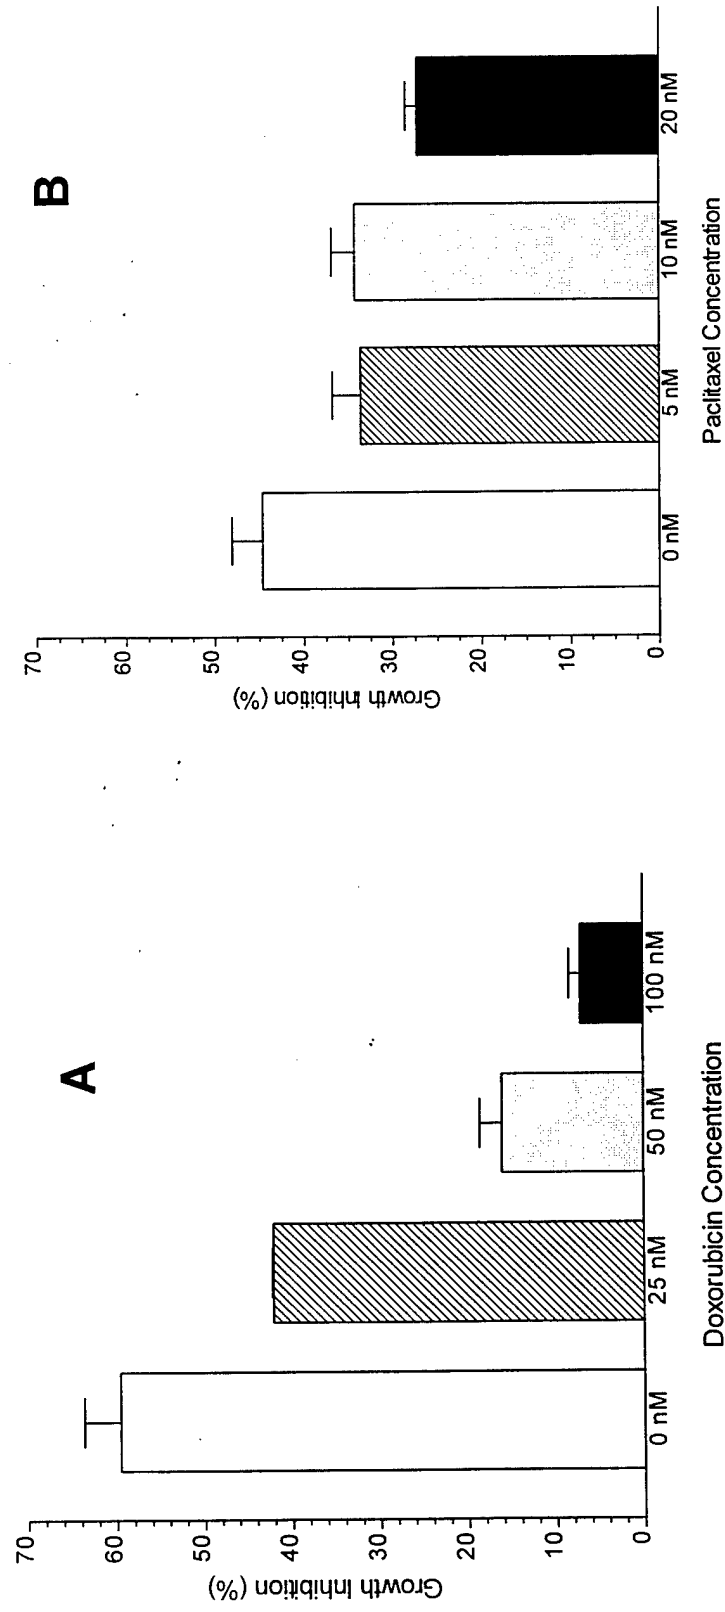 A
Growth Inhibition (%)
70
60
50
40
30
20
10
0
0 nM
25 nM
50 nM
100 nM
Doxorubicin Concentration
B
Growth Inhibition (%)
70
60
50
40
30
20
10
0
0 nM
5 nM
10 nM
20 nM
Paclitaxel Concentration